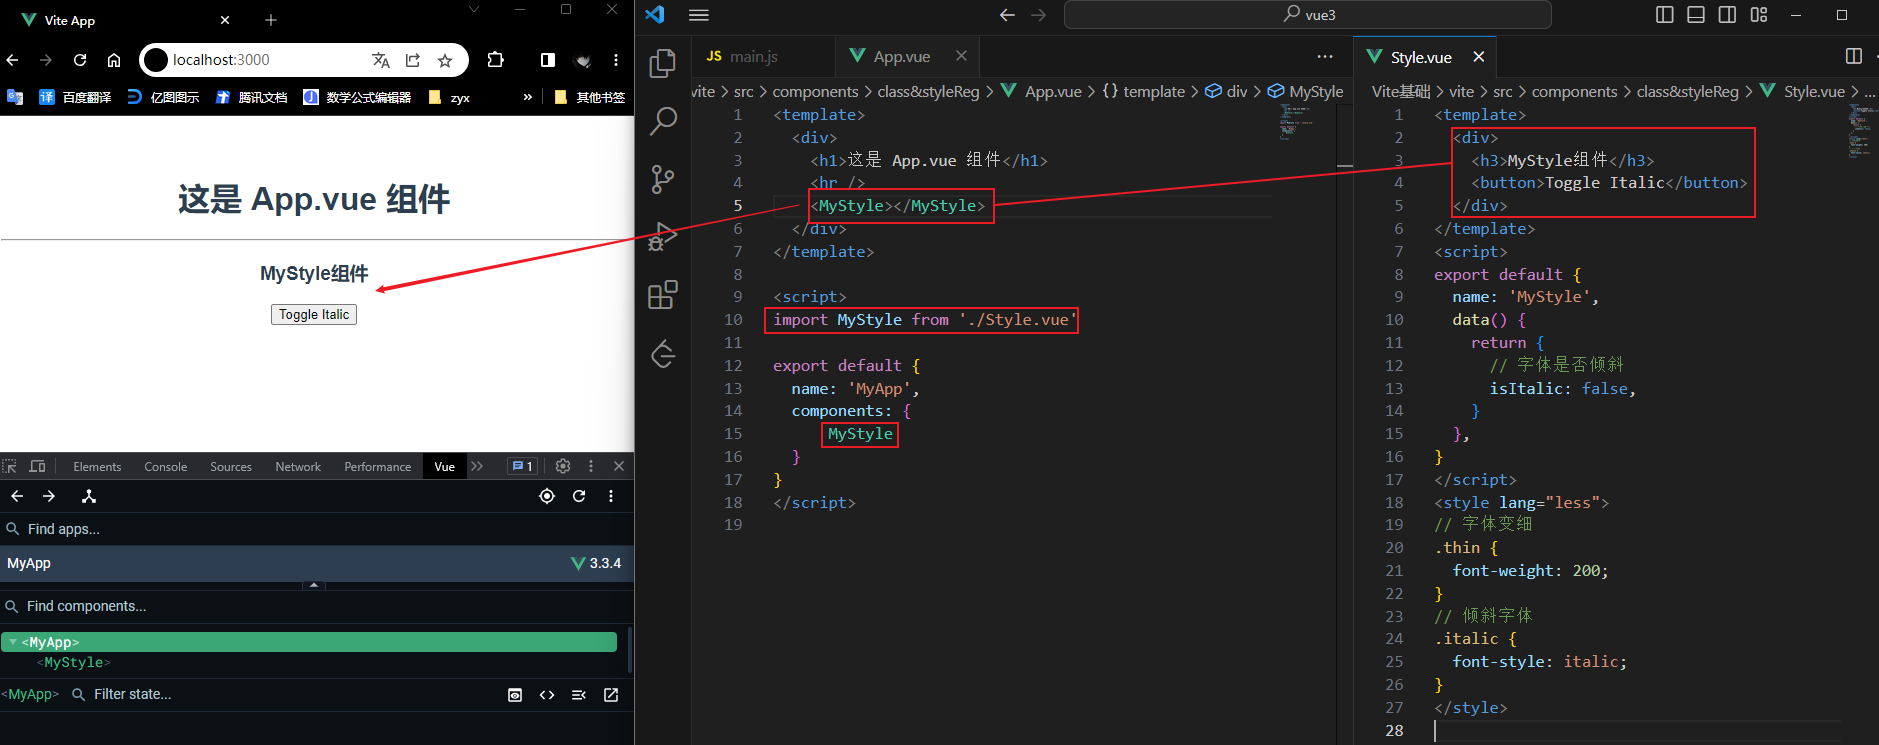 Vite App
localhost:3000
百度翻译
亿图图示
腾讯文档
数学公式编辑器
zyx
»
其他书签
这是 App.vue 组件
MyStyle组件
Toggle Italic
Elements Console Sources Network Performance Vue 1
Find apps...
MyApp 3.3.4
Find components...
<MyApp>
<MyStyle>
<MyApp> Filter state...
vue3
JS main.js
App.vue
vite > src > components > class&styleReg > App.vue > {} template > div > MyStyle
1 <template>
2 <div>
3 <h1>这是 App.vue 组件</h1>
4 <hr />
5 <MyStyle></MyStyle>
6 </div>
7 </template>
8
9 <script>
10 import MyStyle from './Style.vue'
11
12 export default {
13 name: 'MyApp',
14 components: {
15 MyStyle
16 }
17 }
18 </script>
19
Style.vue
Vite基础 > vite > src > components > class&styleReg > Style.vue > ...
1 <template>
2 <div>
3 <h3>MyStyle组件</h3>
4 <button>Toggle Italic</button>
5 </div>
6 </template>
7 <script>
8 export default {
9 name: 'MyStyle',
10 data() {
11 return {
12 // 字体是否倾斜
13 isItalic: false,
14 }
15 },
16 }
17 </script>
18 <style lang="less">
19 // 字体变细
20 .thin {
21 font-weight: 200;
22 }
23 // 倾斜字体
24 .italic {
25 font-style: italic;
26 }
27 </style>
28